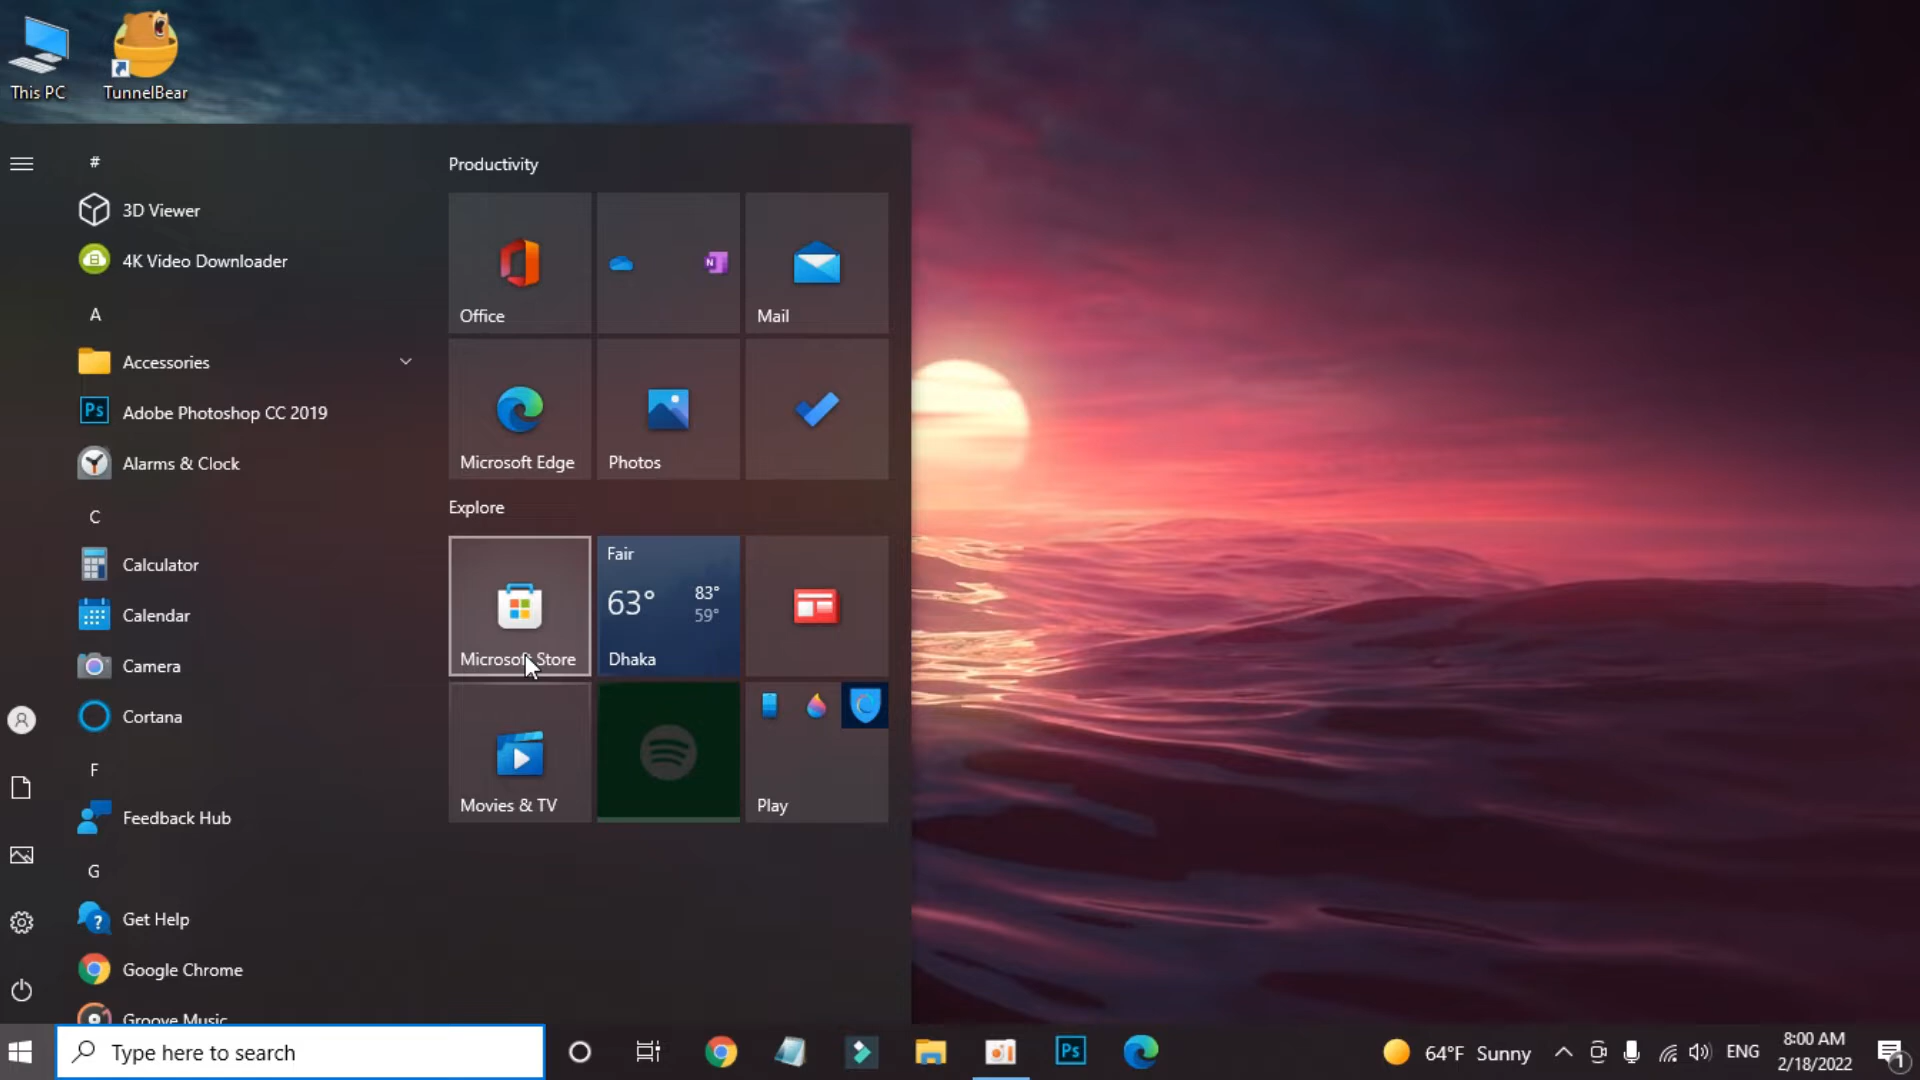 This PC
TunnelBear
#
3D Viewer
4K Video Downloader
A
Accessories
Ps
Adobe Photoshop CC 2019
Alarms & Clock
C
Calculator
Calendar
Camera
Cortana
F
Feedback Hub
G
Get Help
Google Chrome
Groove Music
Productivity
Office
N
Mail
Microsoft Edge
Photos
Explore
Microsoft Store
Fair
63°
83°
59°
Dhaka
Movies & TV
Play
Type here to search
Ps
64°F Sunny
ENG
8:00 AM
2/18/2022
1